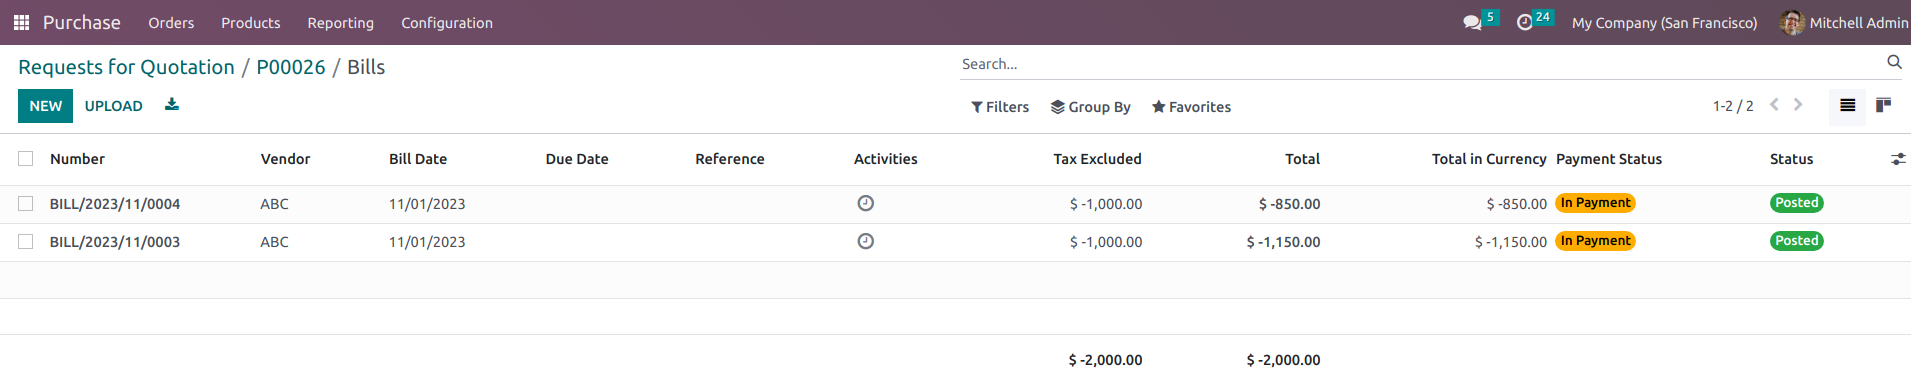 Purchase Orders Products Reporting Configuration 5 24 My Company (San Francisco) Mitchell Admin
Requests for Quotation / P00026 / Bills Search...
NEW UPLOAD Filters Group By Favorites 1-2 / 2
Number Vendor Bill Date Due Date Reference Activities Tax Excluded Total Total in Currency Payment Status Status
BILL/2023/11/0004 ABC 11/01/2023 $ -1,000.00 $ -850.00 $ -850.00 In Payment Posted
BILL/2023/11/0003 ABC 11/01/2023 $ -1,000.00 $ -1,150.00 $ -1,150.00 In Payment Posted
$ -2,000.00 $ -2,000.00